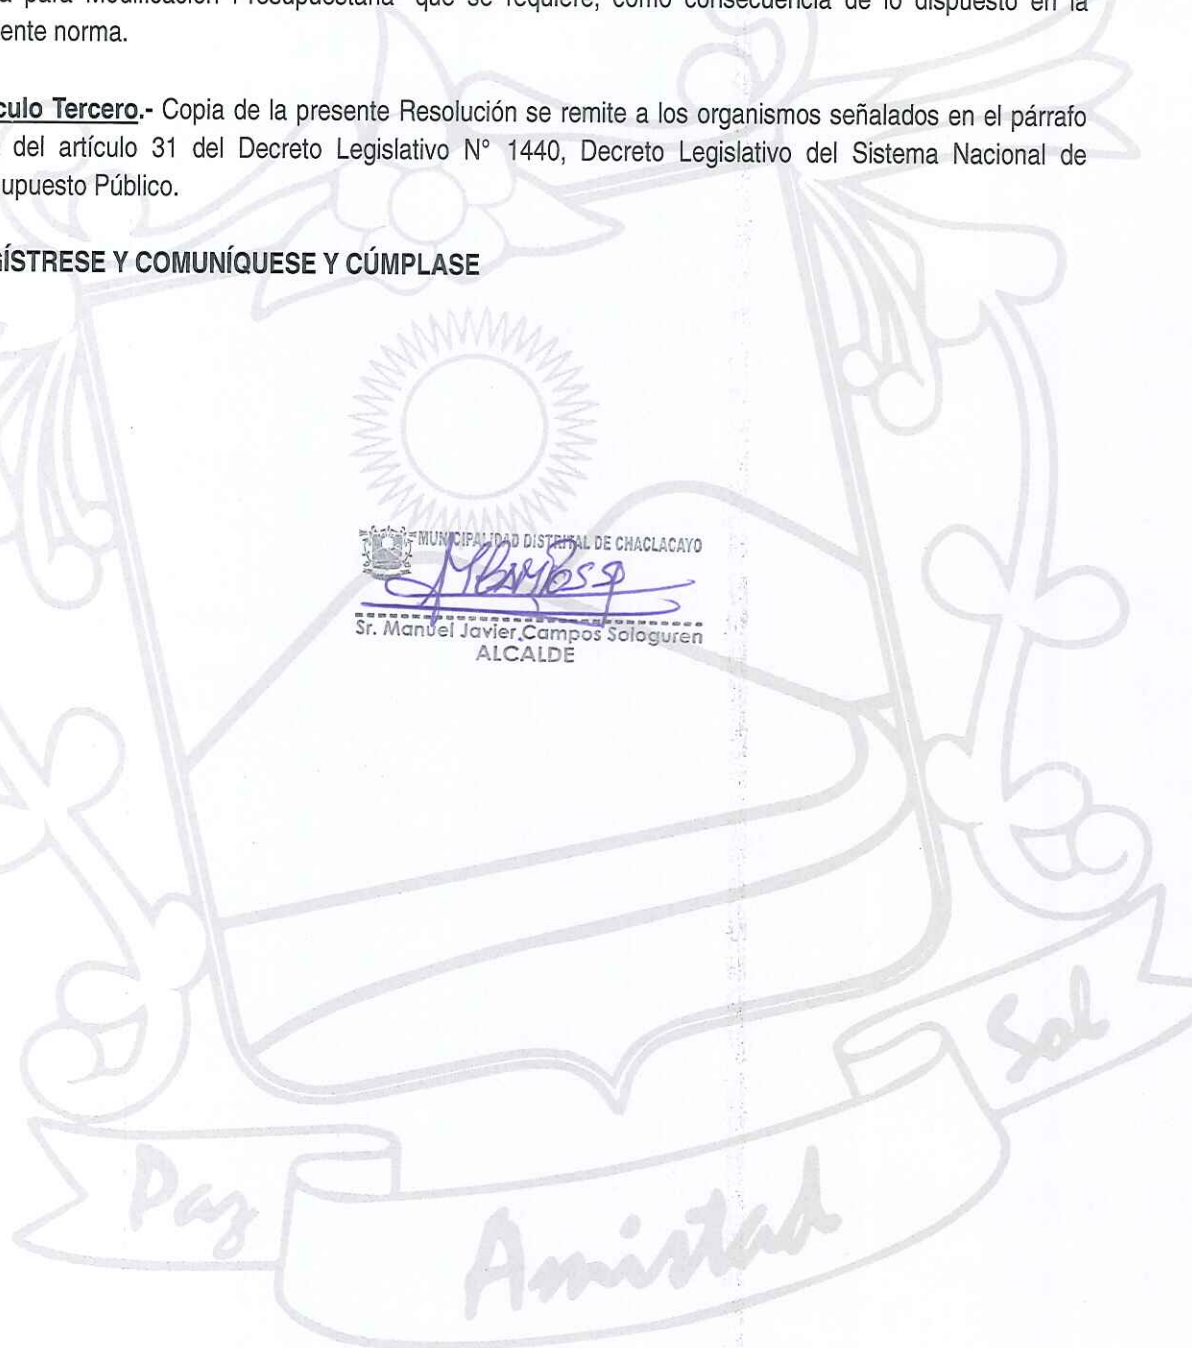 para Modificación Presupuestaria" que se requiere, como consecuencia de lo dispuesto en la
ente norma.
culo Tercero.- Copia de la presente Resolución se remite a los organismos señalados en el párrafo
del artículo 31 del Decreto Legislativo N° 1440, Decreto Legislativo del Sistema Nacional de
upuesto Público.
ÍSTRESE Y COMUNÍQUESE Y CÚMPLASE
MUNICIPALIDAD DISTRITAL DE CHACLACAYO
Sr. Manuel Javier Campos Sologuren
ALCALDE
Sol
Paz
Amistad